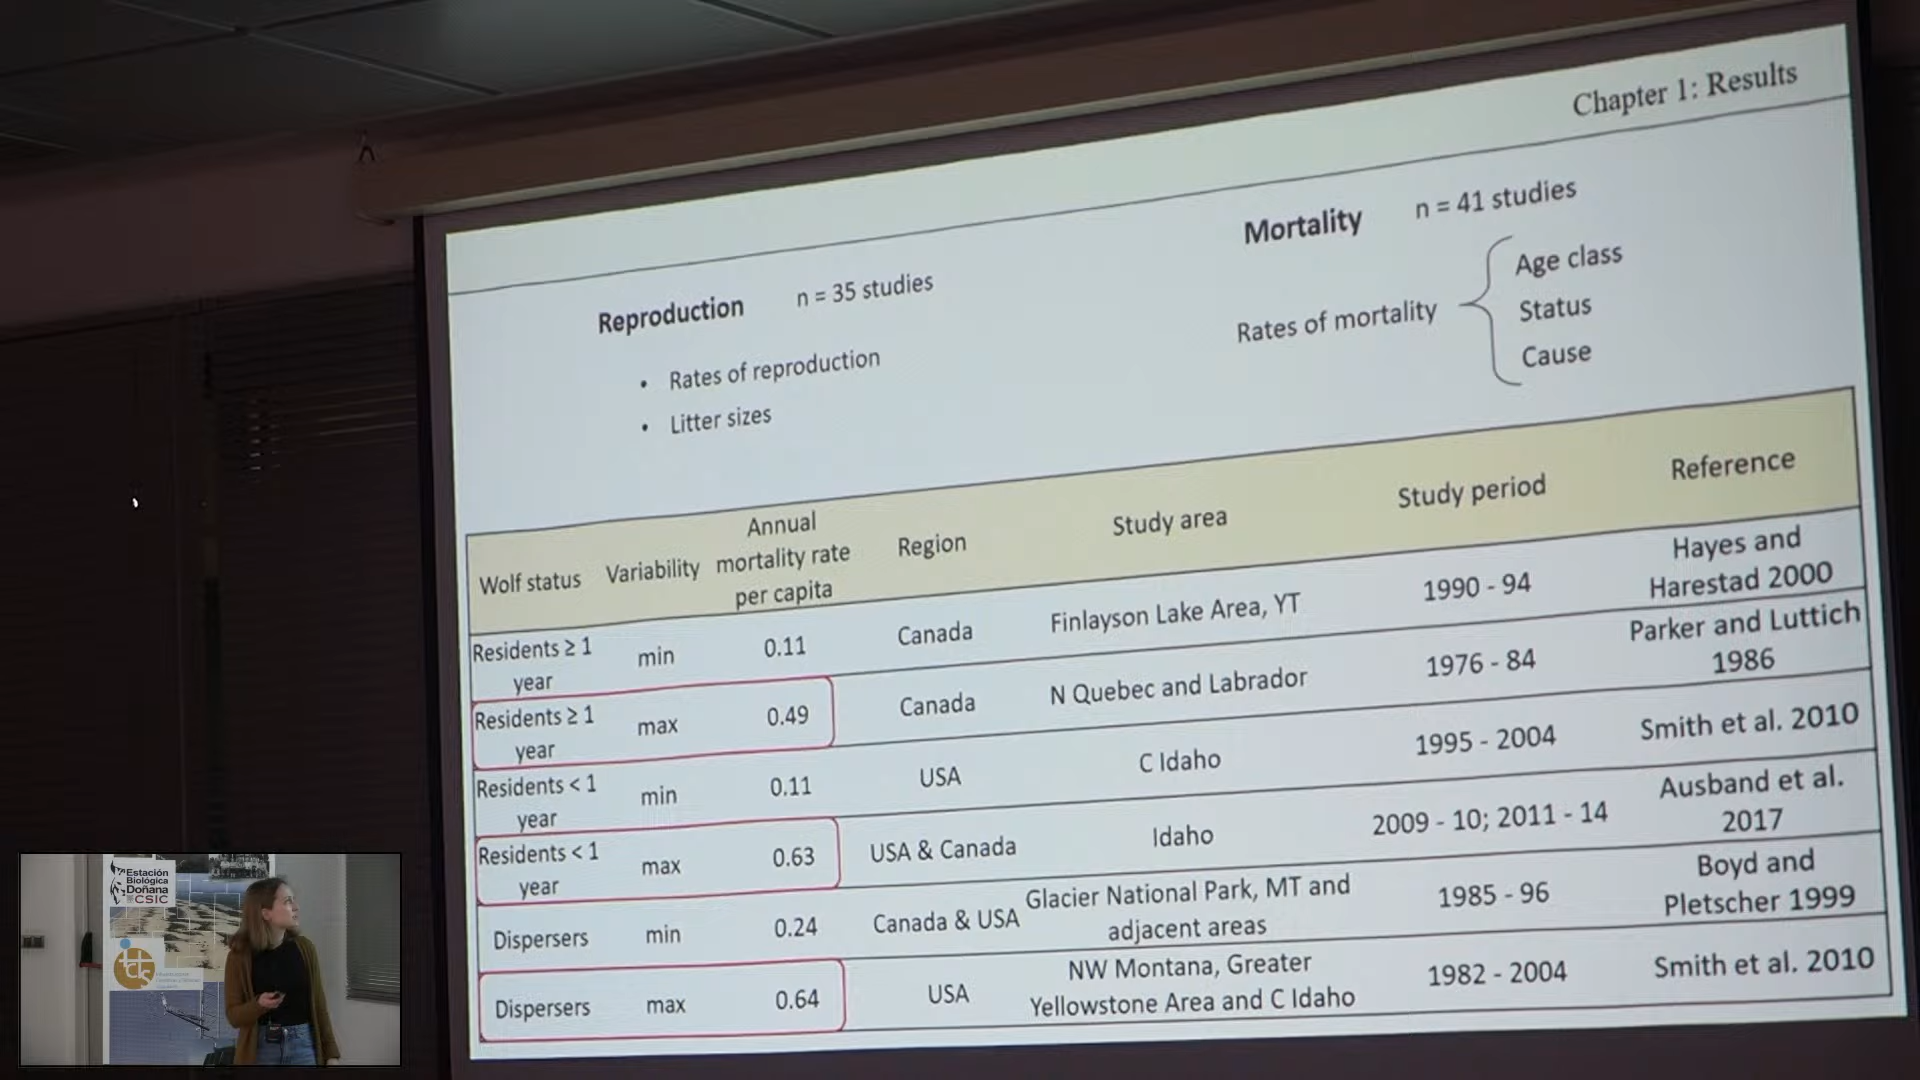 Chapter 1: Results
Reproduction n = 35 studies
• Rates of reproduction
• Litter sizes
Mortality n = 41 studies
Rates of mortality
Age class
Status
Cause
Wolf status Variability Annual mortality rate per capita Region Study area Study period Reference
Residents ≥ 1 year min 0.11 Canada Finlayson Lake Area, YT 1990 - 94 Hayes and Harestad 2000
Residents ≥ 1 year max 0.49 Canada N Quebec and Labrador 1976 - 84 Parker and Luttich 1986
Residents < 1 year min 0.11 USA C Idaho 1995 - 2004 Smith et al. 2010
Residents < 1 year max 0.63 USA & Canada Idaho 2009 - 10; 2011 - 14 Ausband et al. 2017
Dispersers min 0.24 Canada & USA Glacier National Park, MT and adjacent areas 1985 - 96 Boyd and Pletscher 1999
Dispersers max 0.64 USA NW Montana, Greater Yellowstone Area and C Idaho 1982 - 2004 Smith et al. 2010
Estación
Biológica
Doñana
CSIC
icts